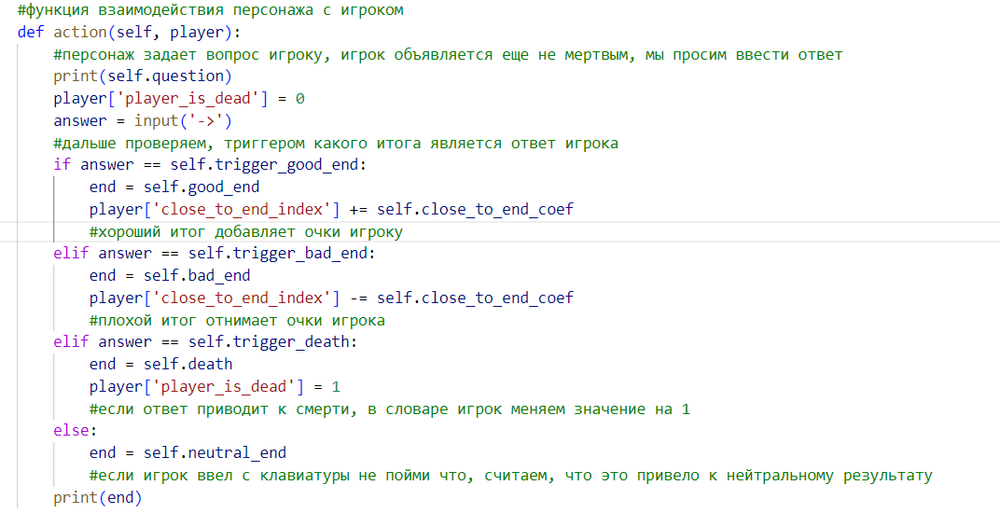 #функция взаимодействия персонажа с игроком
def action(self, player):
    #персонаж задает вопрос игроку, игрок объявляется еще не мертвым, мы просим ввести ответ
    print(self.question)
    player['player_is_dead'] = 0
    answer = input('->')
    #дальше проверяем, триггером какого итога является ответ игрока
    if answer == self.trigger_good_end:
        end = self.good_end
        player['close_to_end_index'] += self.close_to_end_coef
        #хороший итог добавляет очки игроку
    elif answer == self.trigger_bad_end:
        end = self.bad_end
        player['close_to_end_index'] -= self.close_to_end_coef
        #плохой итог отнимает очки игрока
    elif answer == self.trigger_death:
        end = self.death
        player['player_is_dead'] = 1
        #если ответ приводит к смерти, в словаре игрок меняем значение на 1
    else:
        end = self.neutral_end
        #если игрок ввел с клавиатуры не пойми что, считаем, что это привело к нейтральному результату
    print(end)